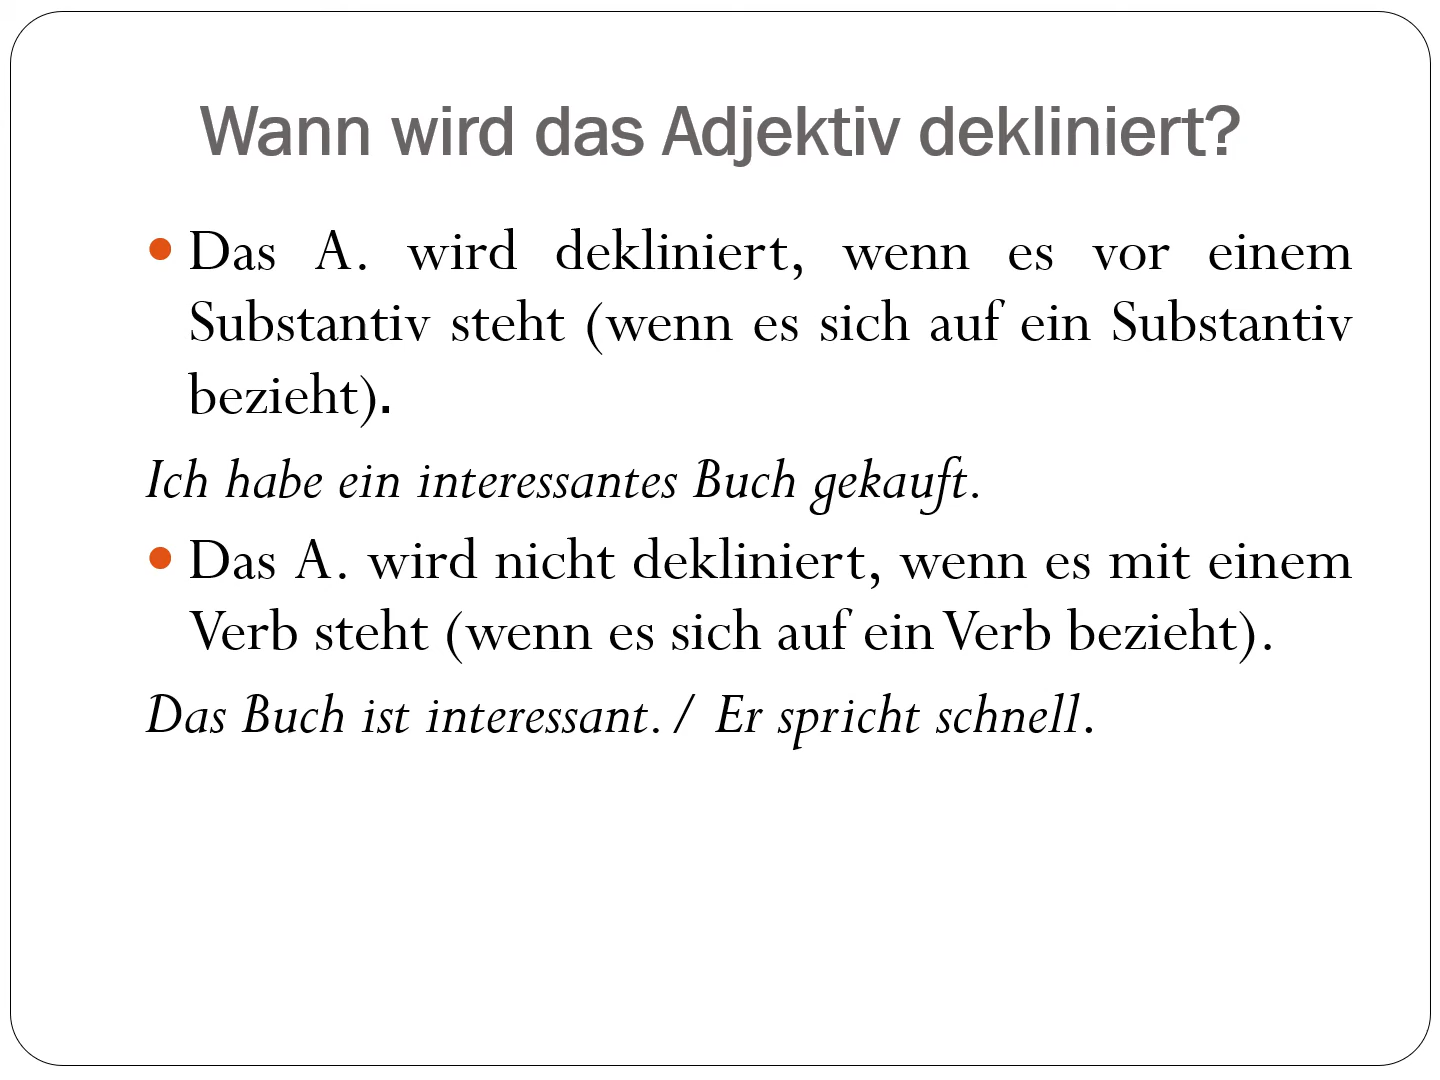 Wann wird das Adjektiv dekliniert?
• Das A. wird dekliniert, wenn es vor einem
Substantiv steht (wenn es sich auf ein Substantiv
bezieht).
Ich habe ein interessantes Buch gekauft.
• Das A. wird nicht dekliniert, wenn es mit einem
Verb steht (wenn es sich auf ein Verb bezieht).
Das Buch ist interessant. / Er spricht schnell.